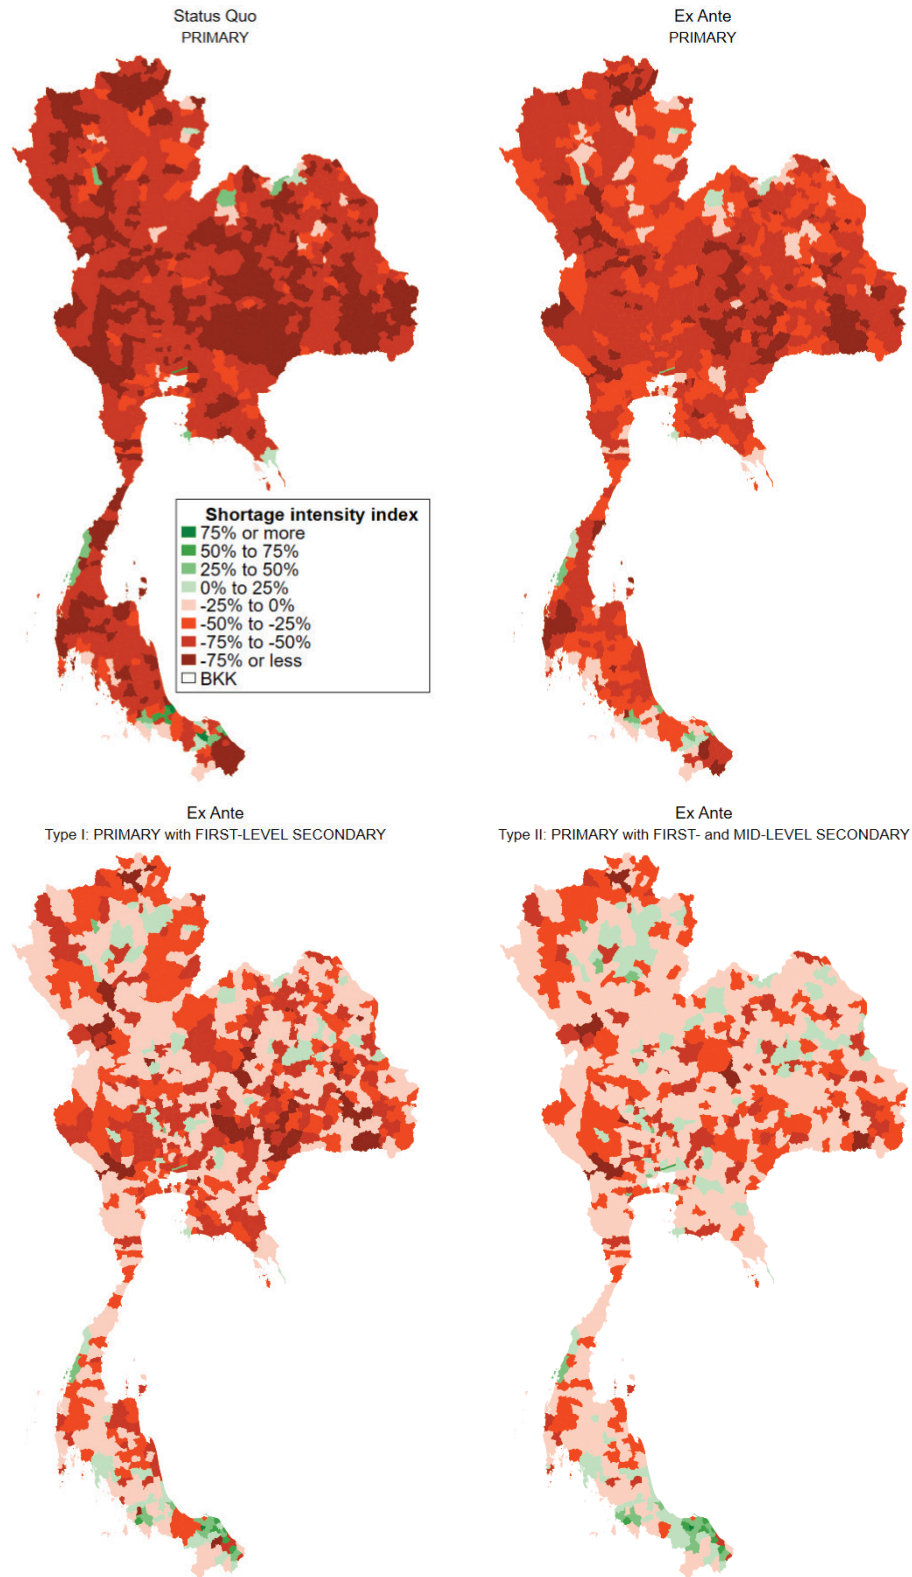 Status Quo
PRIMARY
Ex Ante
PRIMARY
Shortage intensity index
75% or more
50% to 75%
25% to 50%
0% to 25%
-25% to 0%
-50% to -25%
-75% to -50%
-75% or less
BKK
Ex Ante
Type I: PRIMARY with FIRST-LEVEL SECONDARY
Ex Ante
Type II: PRIMARY with FIRST- and MID-LEVEL SECONDARY